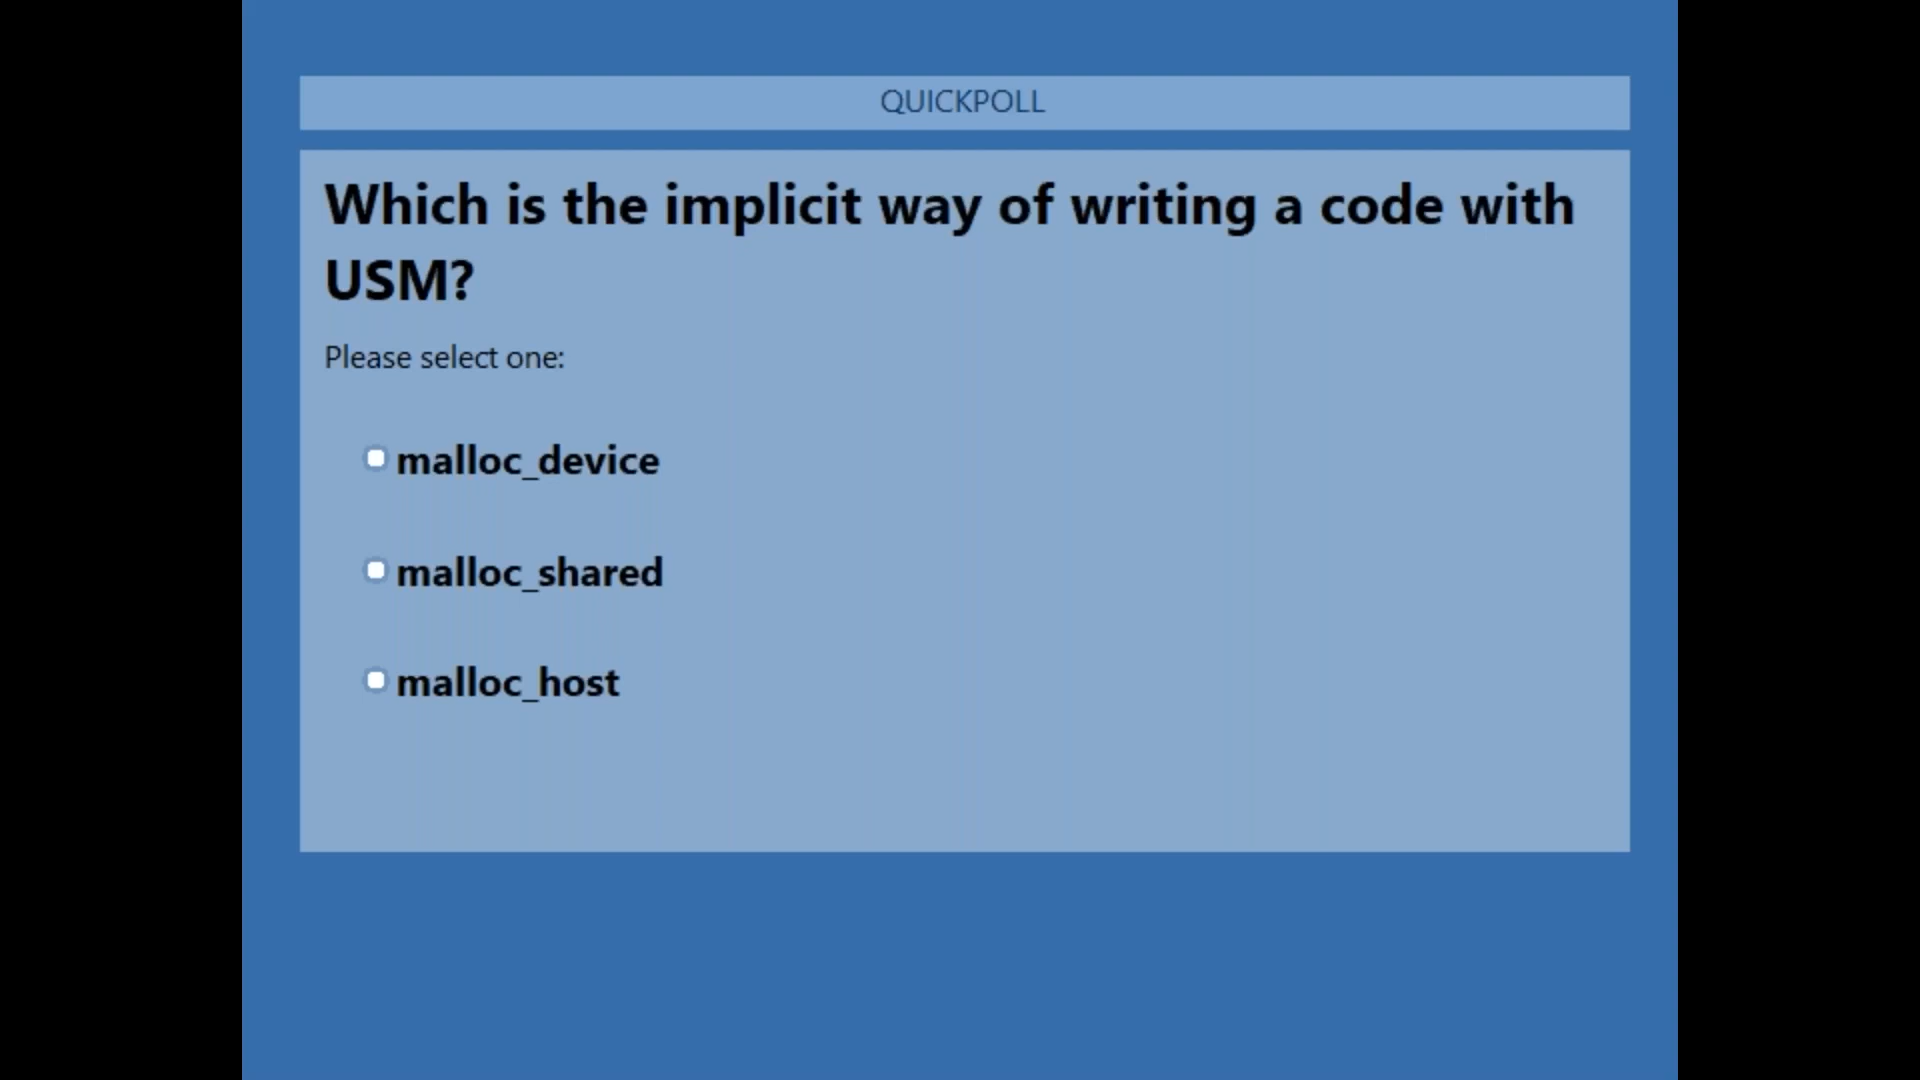 QUICKPOLL
Which is the implicit way of writing a code with
USM?
Please select one:
malloc_device
malloc_shared
malloc_host